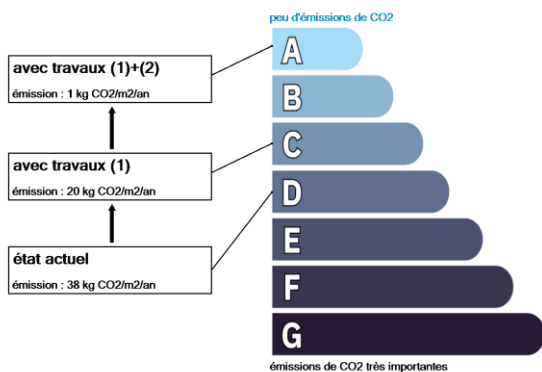 peu d'émissions de CO2
avec travaux (1)+(2)
émission : 1 kg CO2/m2/an
avec travaux (1)
émission : 20 kg CO2/m2/an
état actuel
émission : 38 kg CO2/m2/an
A
B
C
D
E
F
G
émissions de CO2 très importantes